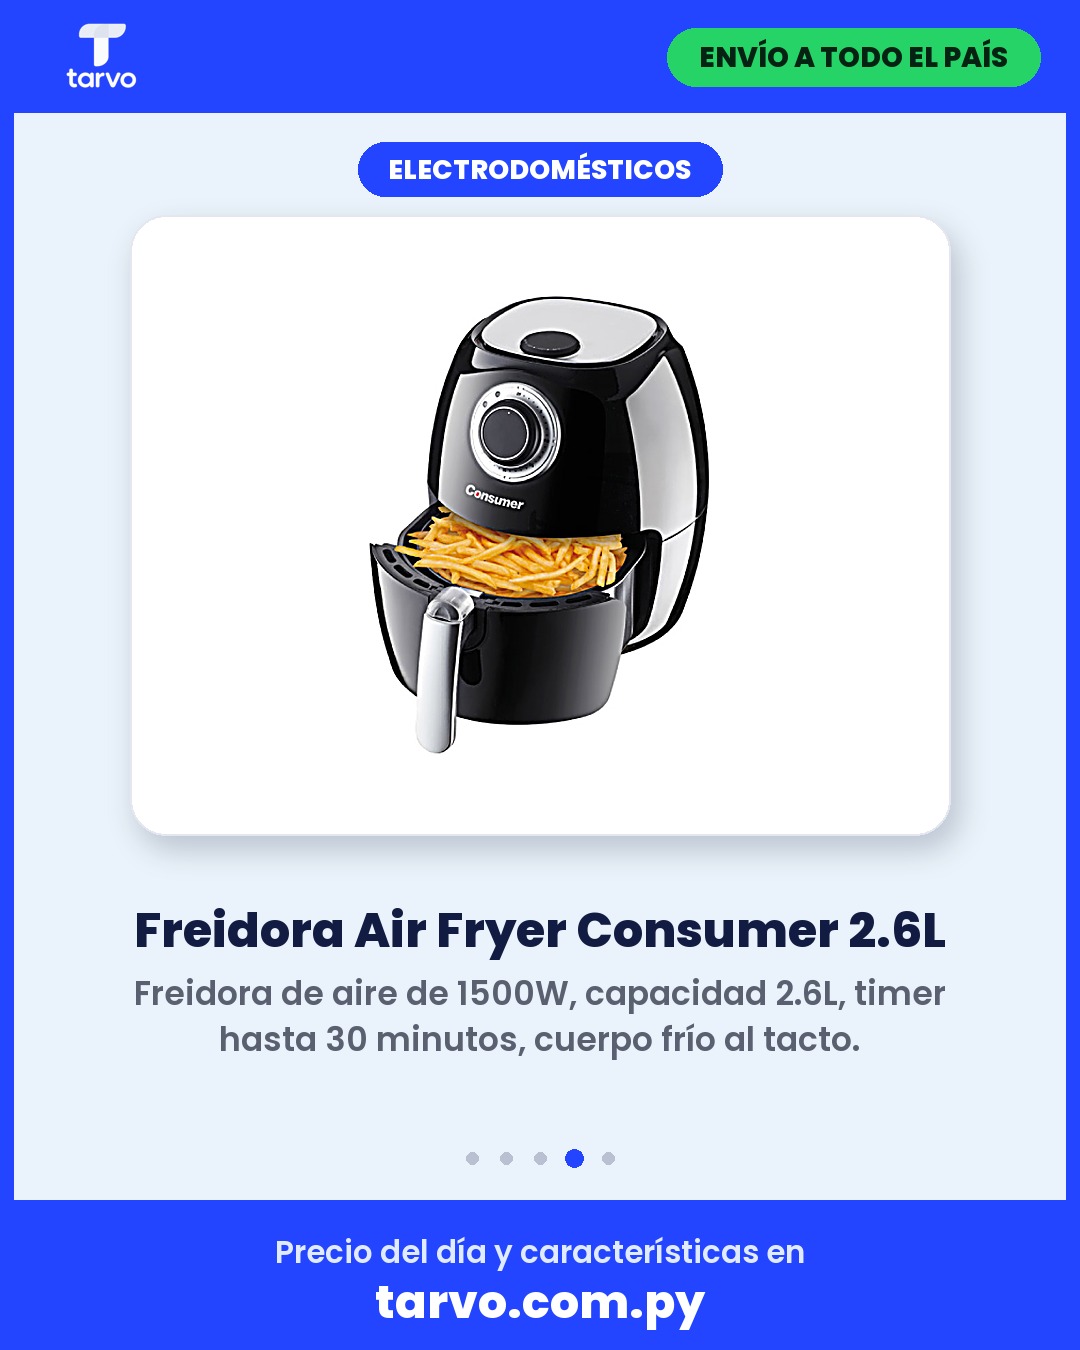 tarvo
ENVÍO A TODO EL PAÍS
ELECTRODOMÉSTICOS
Consumer
Freidora Air Fryer Consumer 2.6L
Freidora de aire de 1500W, capacidad 2.6L, timer
hasta 30 minutos, cuerpo frío al tacto.
Precio del día y características en
tarvo.com.py